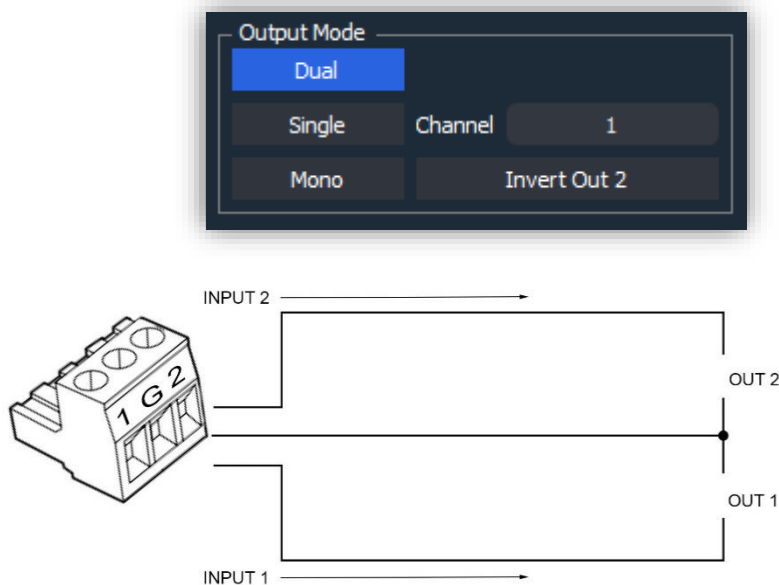 Output Mode
Dual
Single Channel 1
Mono Invert Out 2
INPUT 2
1 G 2
OUT 2
OUT 1
INPUT 1